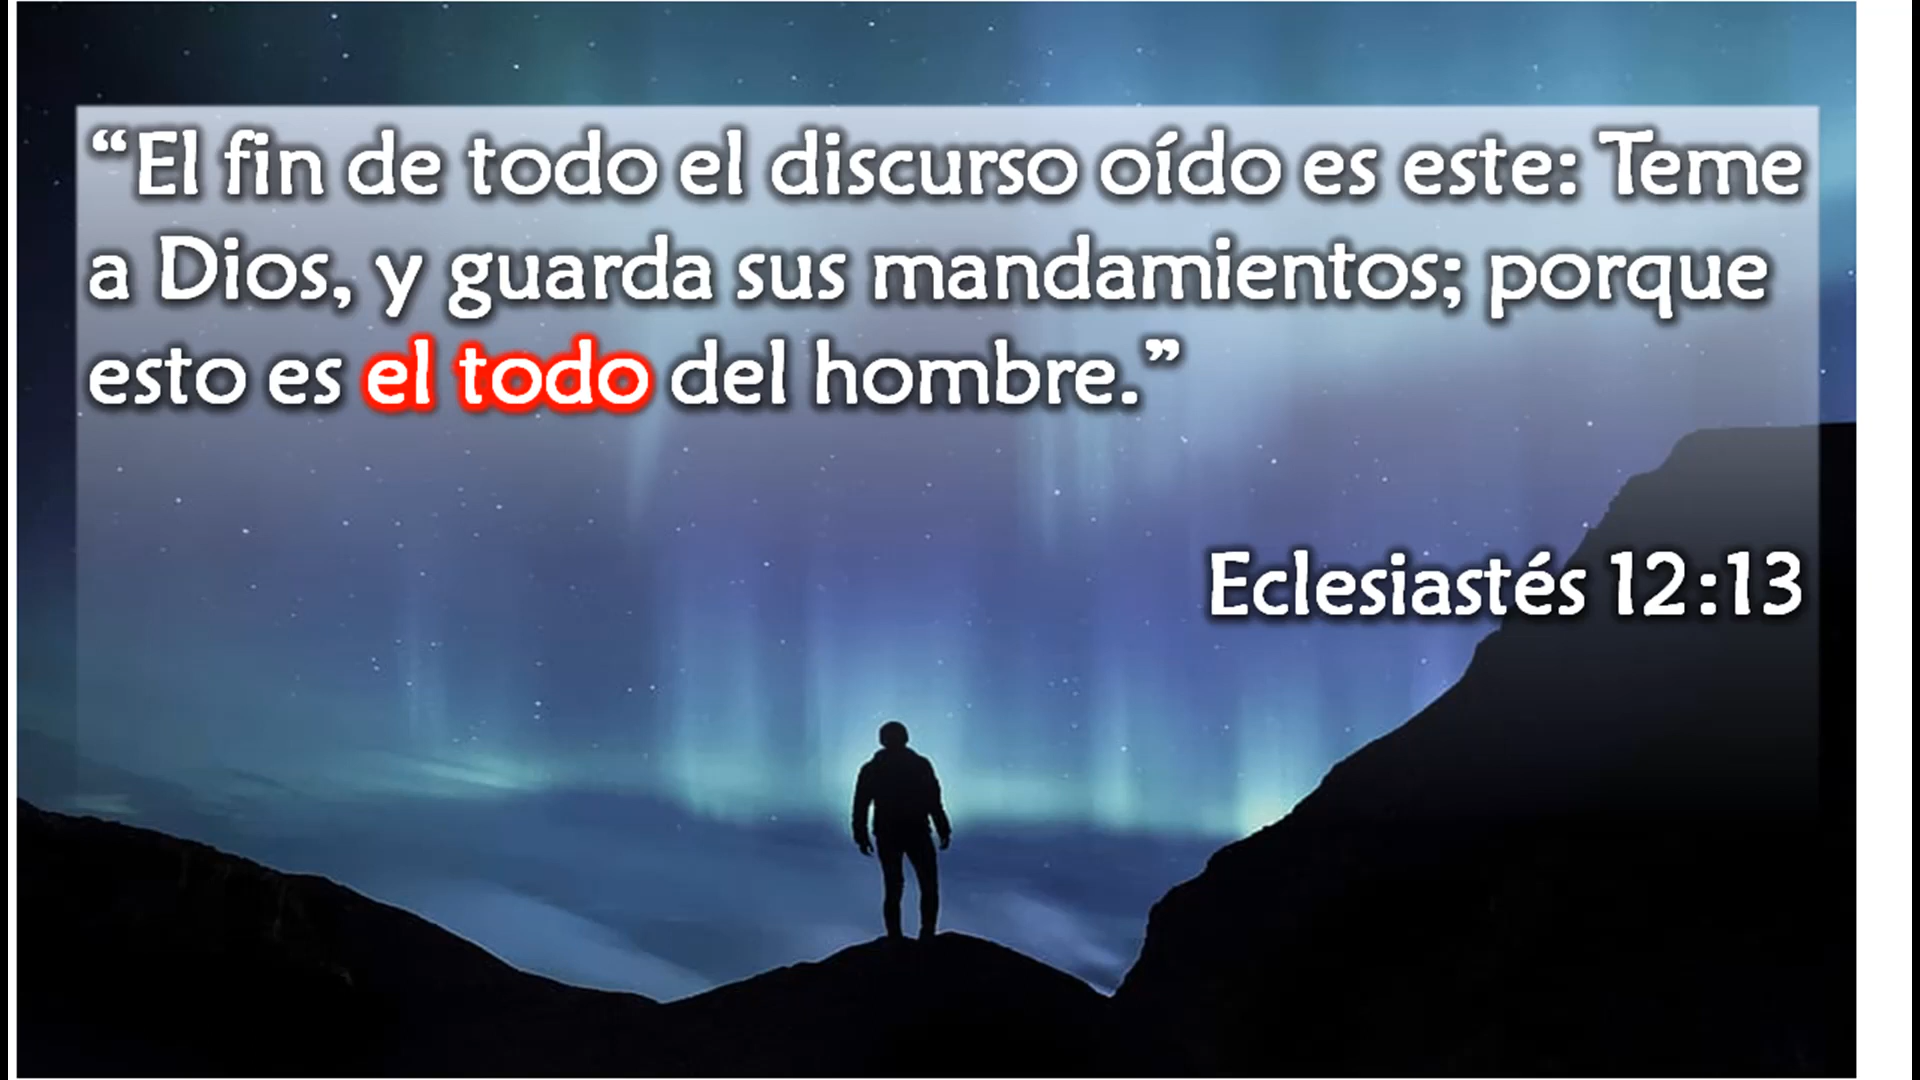 “El fin de todo el discurso oído es este: Teme
a Dios, y guarda sus mandamientos; porque
esto es el todo del hombre.”
Eclesiastés 12:13